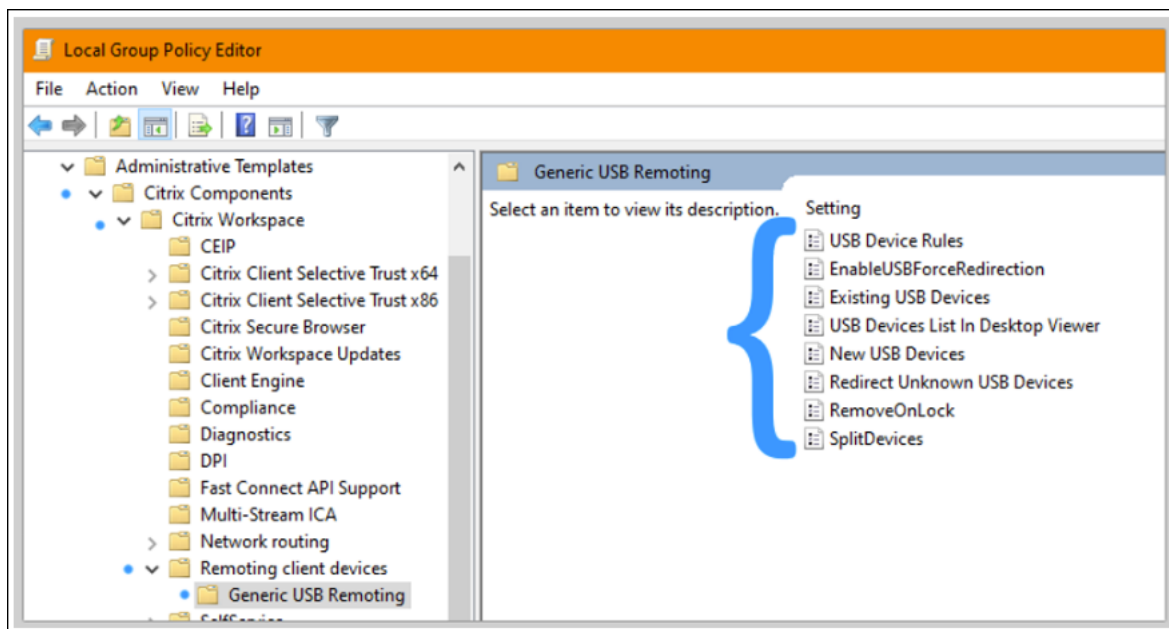 Local Group Policy Editor
File Action View Help
Administrative Templates
Citrix Components
Citrix Workspace
CEIP
Citrix Client Selective Trust x64
Citrix Client Selective Trust x86
Citrix Secure Browser
Citrix Workspace Updates
Client Engine
Compliance
Diagnostics
DPI
Fast Connect API Support
Multi-Stream ICA
Network routing
Remoting client devices
Generic USB Remoting
SelfService
Generic USB Remoting
Select an item to view its description.
Setting
USB Device Rules
EnableUSBForceRedirection
Existing USB Devices
USB Devices List In Desktop Viewer
New USB Devices
Redirect Unknown USB Devices
RemoveOnLock
SplitDevices